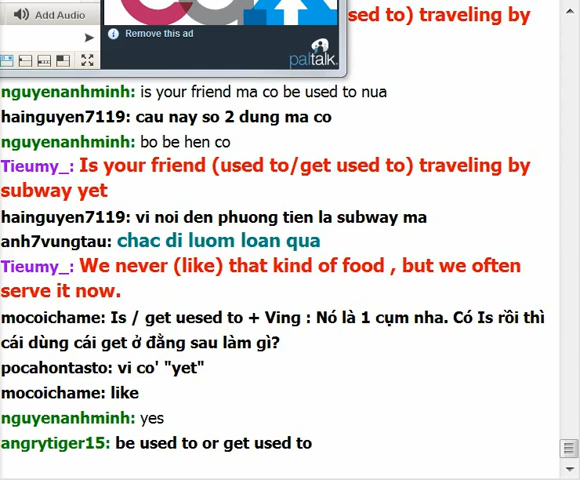 sed to) traveling by
Add Audio
Remove this ad
paltalk
nguyenanhminh: is your friend ma co be used to nua
hainguyen7119: cau nay so 2 dung ma co
nguyenanhminh: bo be hen co
Tieumy_: Is your friend (used to/get used to) traveling by
subway yet
hainguyen7119: vi noi den phuong tien la subway ma
anh7vungtau: chac di luom loan qua
Tieumy_: We never (like) that kind of food , but we often
serve it now.
mocoichame: Is / get uesed to + Ving : Nó là 1 cụm nha. Có Is rồi thì
cái dùng cái get ở đằng sau làm gì?
pocahontasto: vi co' "yet"
mocoichame: like
nguyenanhminh: yes
angrytiger15: be used to or get used to